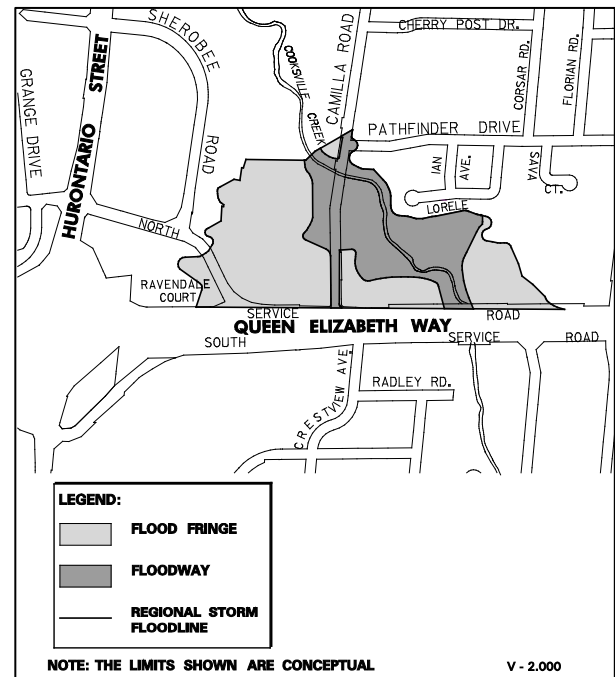 SHEROBEE
ROAD
HURONTARIO STREET
GRANGE DRIVE
COOKSVILLE CREEK
CAMILLA ROAD
CHERRY POST DR.
CORSAR RD.
FLORIAN RD.
PATHFINDER DRIVE
IAN AVE.
SAVA CT.
LORELE
NORTH
RAVENDALE
COURT
SERVICE
ROAD
QUEEN ELIZABETH WAY
SOUTH
SERVICE
ROAD
CRESTVIEW AVE.
RADLEY RD.
LEGEND:
FLOOD FRINGE
FLOODWAY
REGIONAL STORM
FLOODLINE
NOTE: THE LIMITS SHOWN ARE CONCEPTUAL
V - 2.000